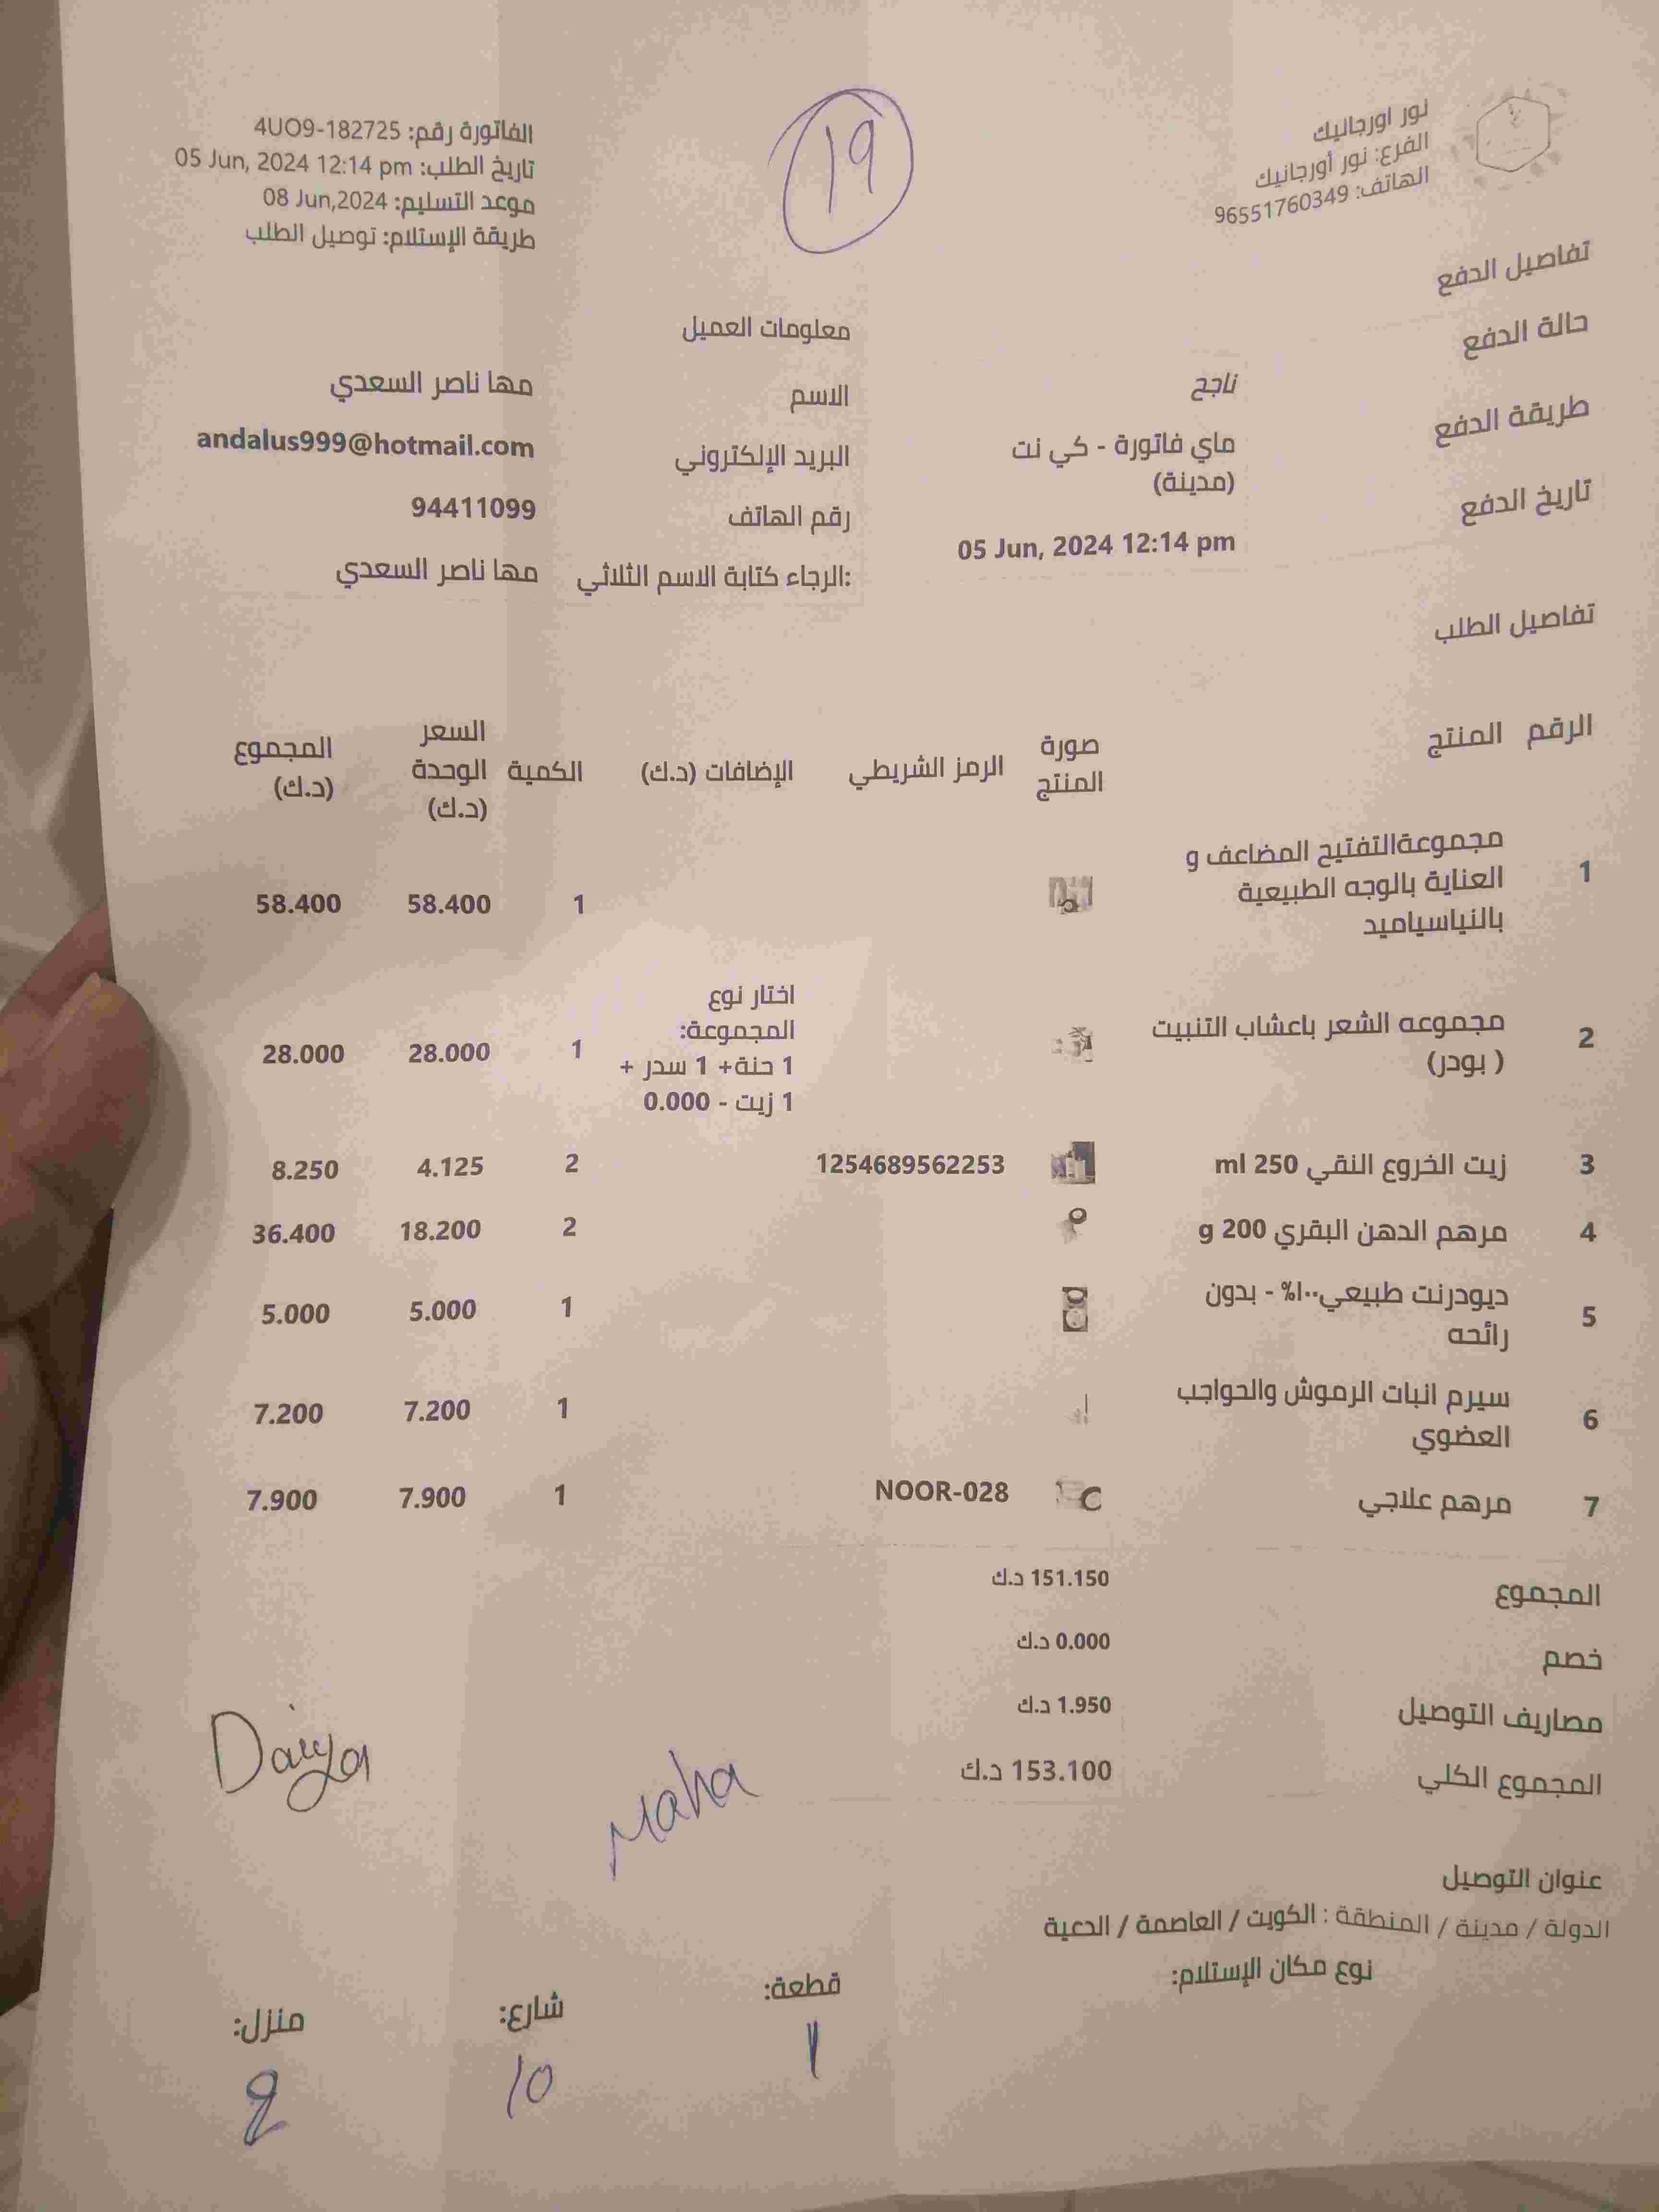 نور اورجانيك
الفرع: نور أورجانيك
الهاتف: 96551760349
19
الفاتورة رقم: 4UO9-182725
تاريخ الطلب: 05 Jun, 2024 12:14 pm
موعد التسليم: 08 Jun,2024
طريقة الإستلام: توصيل الطلب
تفاصيل الدفع
حالة الدفع ناجح
طريقة الدفع ماي فاتورة - كي نت
(مدينة)
تاريخ الدفع 05 Jun, 2024 12:14 pm
معلومات العميل
الاسم مها ناصر السعدي
البريد الإلكتروني andalus999@hotmail.com
رقم الهاتف 94411099
الرجاء كتابة الاسم الثلاثي: مها ناصر السعدي
تفاصيل الطلب
الرقم المنتج صورة المنتج الرمز الشريطي الإضافات (د.ك) الكمية السعر الوحدة (د.ك) المجموع (د.ك)
1 مجموعةالتفتيح المضاعف و 1 58.400 58.400
العناية بالوجه الطبيعية
بالنياسياميد
2 مجموعه الشعر باعشاب التنبيت
( بودر)
اختار نوع
المجموعة:
1 حنة+ 1 سدر +
1 زيت - 0.000
1 28.000 28.000
3 زيت الخروع النقي 250 ml 1254689562253 2 4.125 8.250
4 مرهم الدهن البقري 200 g 2 18.200 36.400
5 ديودرنت طبيعي١٠٠% - بدون 1 5.000 5.000
رائحه
6 سيرم انبات الرموش والحواجب 1 7.200 7.200
العضوي
7 مرهم علاجي NOOR-028 1 7.900 7.900
المجموع 151.150 د.ك
خصم 0.000 د.ك
مصاريف التوصيل 1.950 د.ك
المجموع الكلي 153.100 د.ك
Daiya
Maha
عنوان التوصيل
الدولة / مدينة / المنطقة : الكويت / العاصمة / الدعية
نوع مكان الإستلام:
قطعة: شارع: منزل:
1 10 8